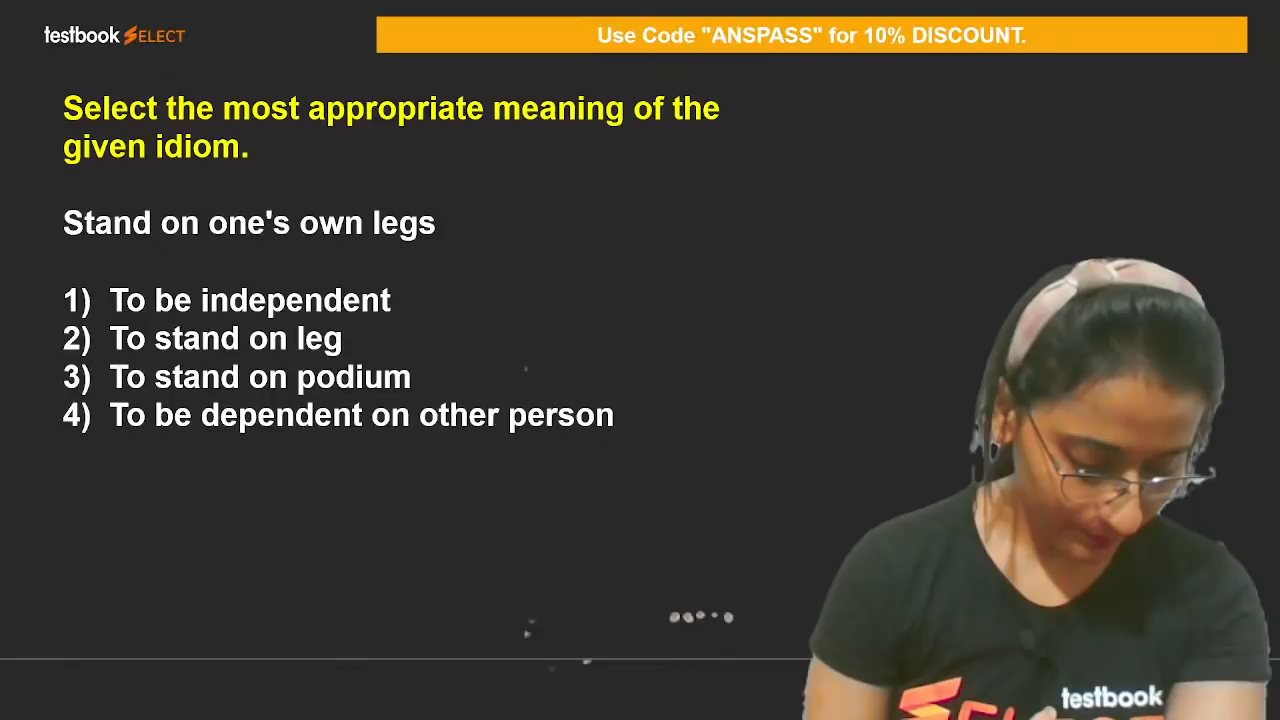 testbook SELECT
Use Code "ANSPASS" for 10% DISCOUNT.
Select the most appropriate meaning of the
given idiom.
Stand on one's own legs
1) To be independent
2) To stand on leg
3) To stand on podium
4) To be dependent on other person
testbook